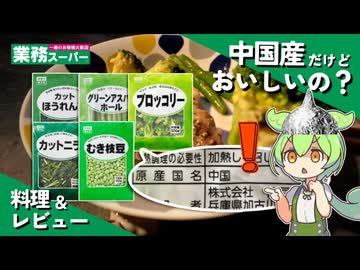 一般のお客様大歓迎
業務スーパー
中国産だけど
おいしいの?
カット
ほうれん草
グリーンアスパラ
ホール
ブロッコリー
カットニラ
むき枝豆
!
熱調理の必要性 加熱し
原産国名 中国
株式会社
兵庫県加古
料理&
レビュー